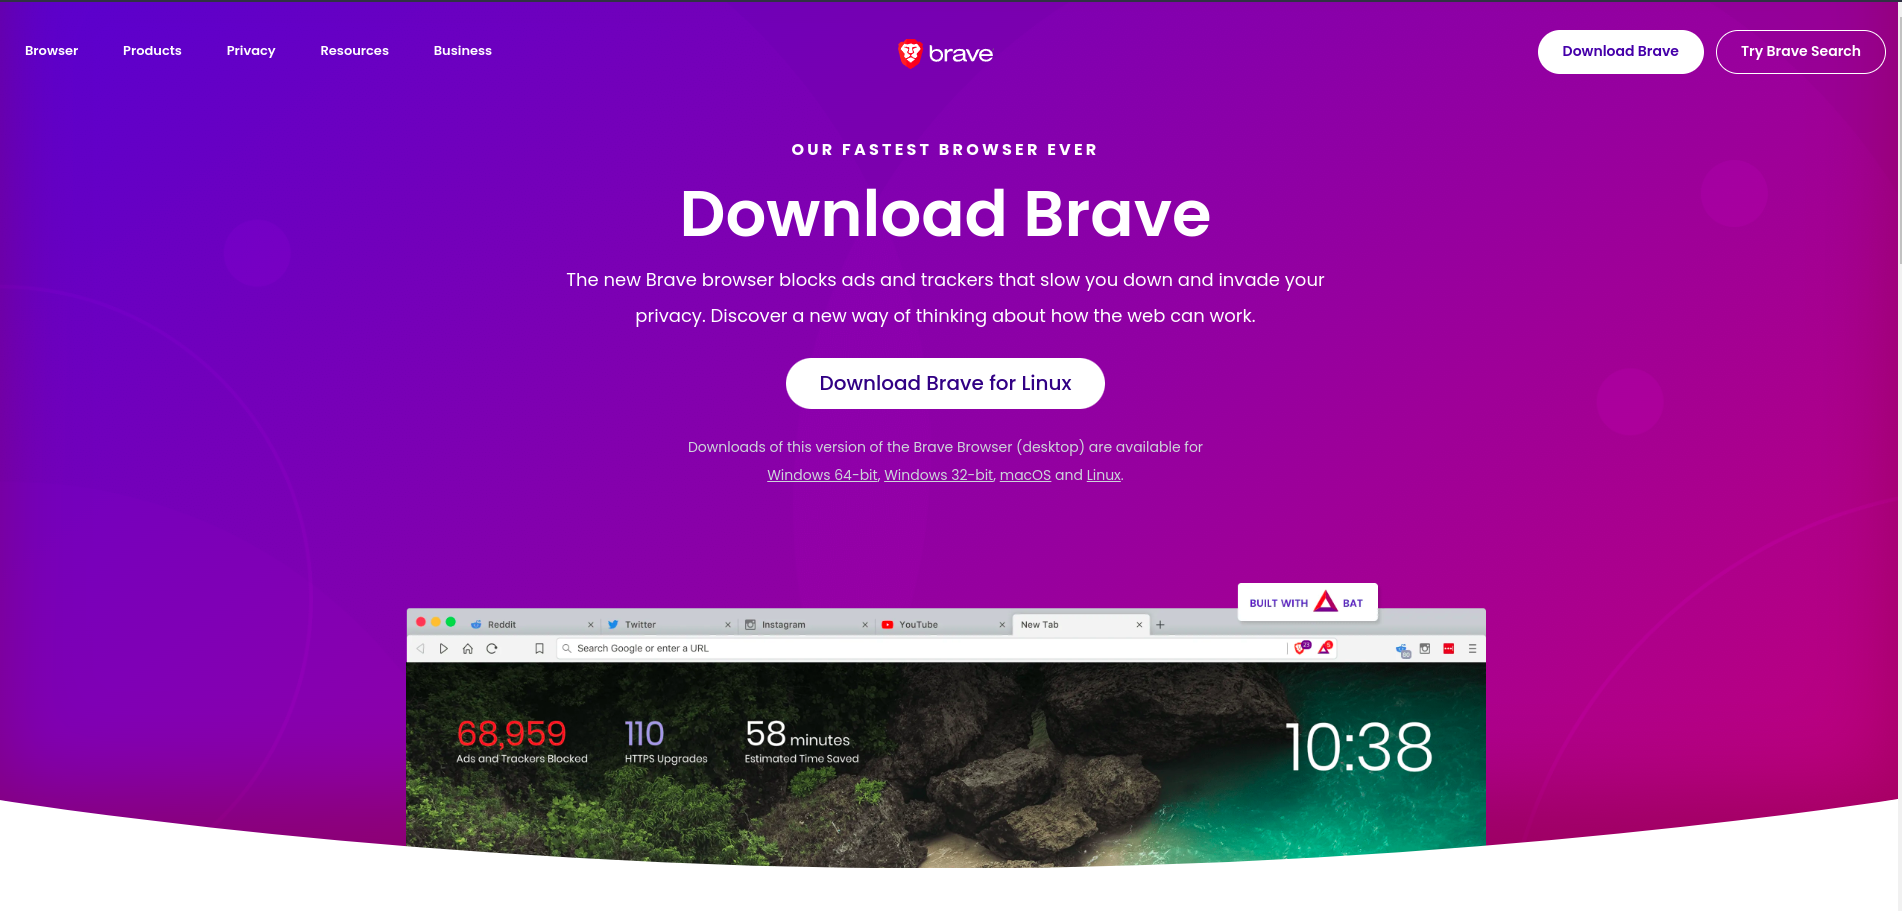 Browser
Products
Privacy
Resources
Business
brave
Download Brave
Try Brave Search
OUR FASTEST BROWSER EVER
Download Brave
The new Brave browser blocks ads and trackers that slow you down and invade your
privacy. Discover a new way of thinking about how the web can work.
Download Brave for Linux
Downloads of this version of the Brave Browser (desktop) are available for
Windows 64-bit, Windows 32-bit, macOS and Linux.
BUILT WITH BAT
Reddit
Twitter
Instagram
YouTube
New Tab
Search Google or enter a URL
68,959
Ads and Trackers Blocked
110
HTTPS Upgrades
58 minutes
Estimated Time Saved
10:38